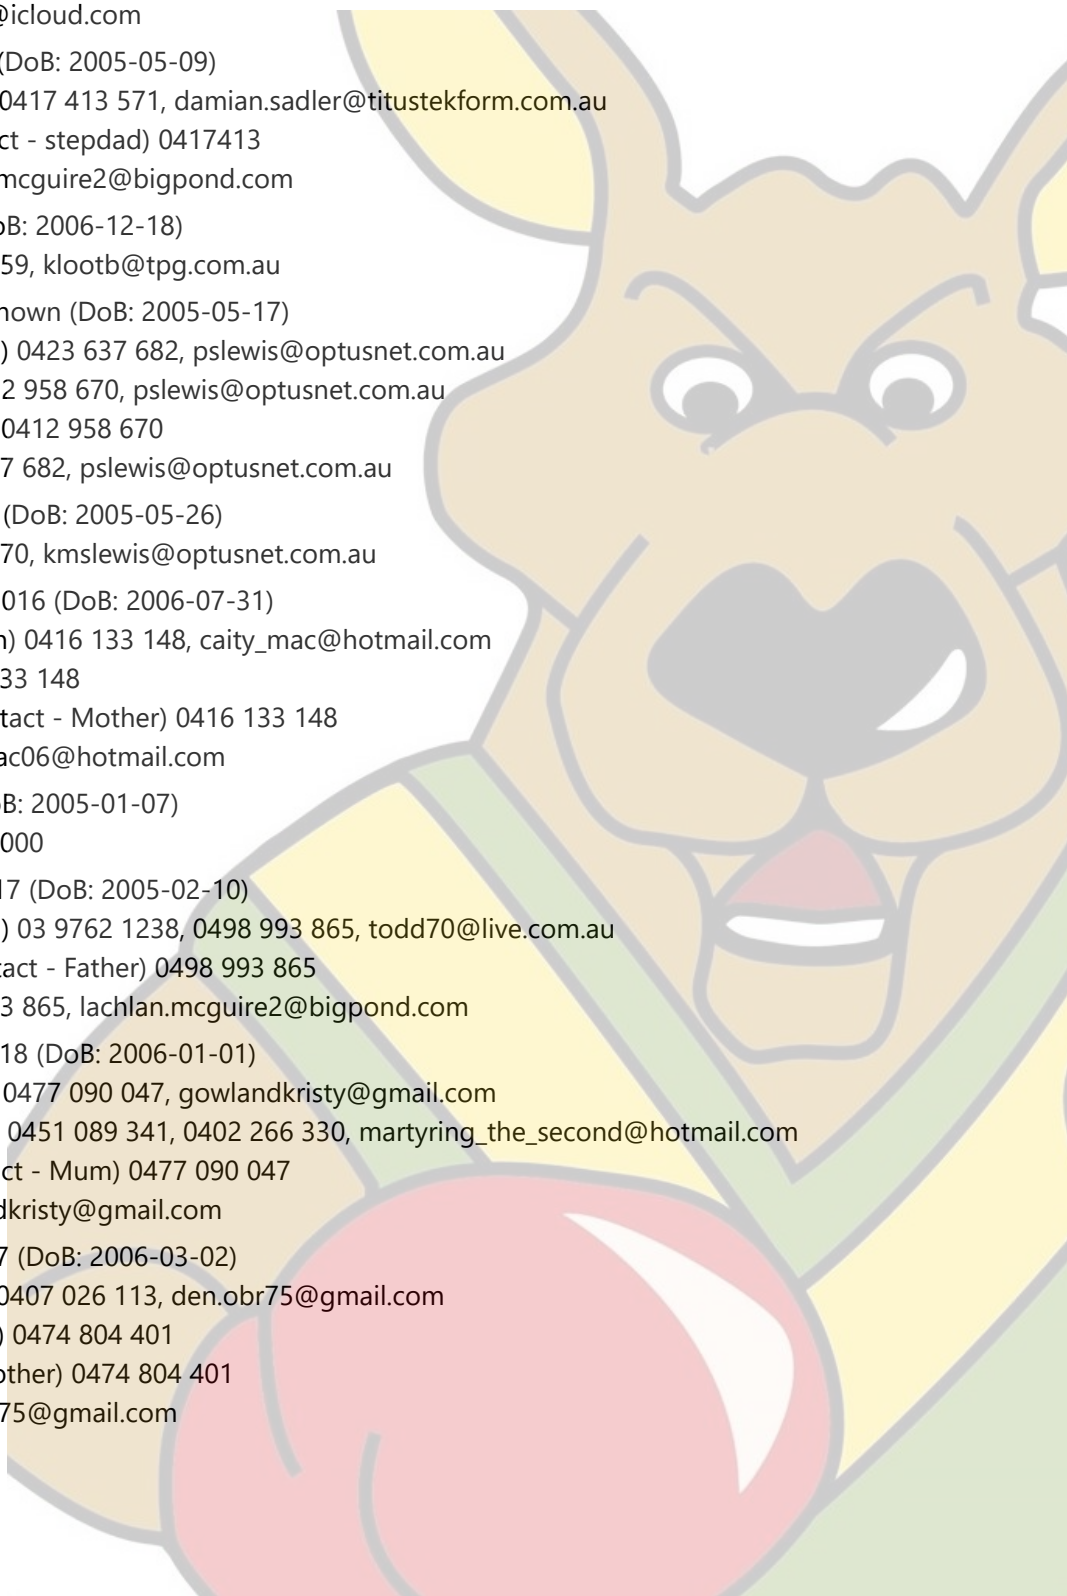 @icloud.com
(DoB: 2005-05-09)
0417 413 571, damian.sadler@titustekform.com.au
ct - stepdad) 0417413
mcguire2@bigpond.com
oB: 2006-12-18)
59, klootb@tpg.com.au
nown (DoB: 2005-05-17)
) 0423 637 682, pslewis@optusnet.com.au
2 958 670, pslewis@optusnet.com.au
0412 958 670
7 682, pslewis@optusnet.com.au
(DoB: 2005-05-26)
70, kmslewis@optusnet.com.au
016 (DoB: 2006-07-31)
) 0416 133 148, caity_mac@hotmail.com
33 148
tact - Mother) 0416 133 148
ac06@hotmail.com
B: 2005-01-07)
000
17 (DoB: 2005-02-10)
) 03 9762 1238, 0498 993 865, todd70@live.com.au
tact - Father) 0498 993 865
3 865, lachlan.mcguire2@bigpond.com
18 (DoB: 2006-01-01)
0477 090 047, gowlandkristy@gmail.com
0451 089 341, 0402 266 330, martyring_the_second@hotmail.com
ct - Mum) 0477 090 047
dkristy@gmail.com
7 (DoB: 2006-03-02)
0407 026 113, den.obr75@gmail.com
) 0474 804 401
other) 0474 804 401
75@gmail.com